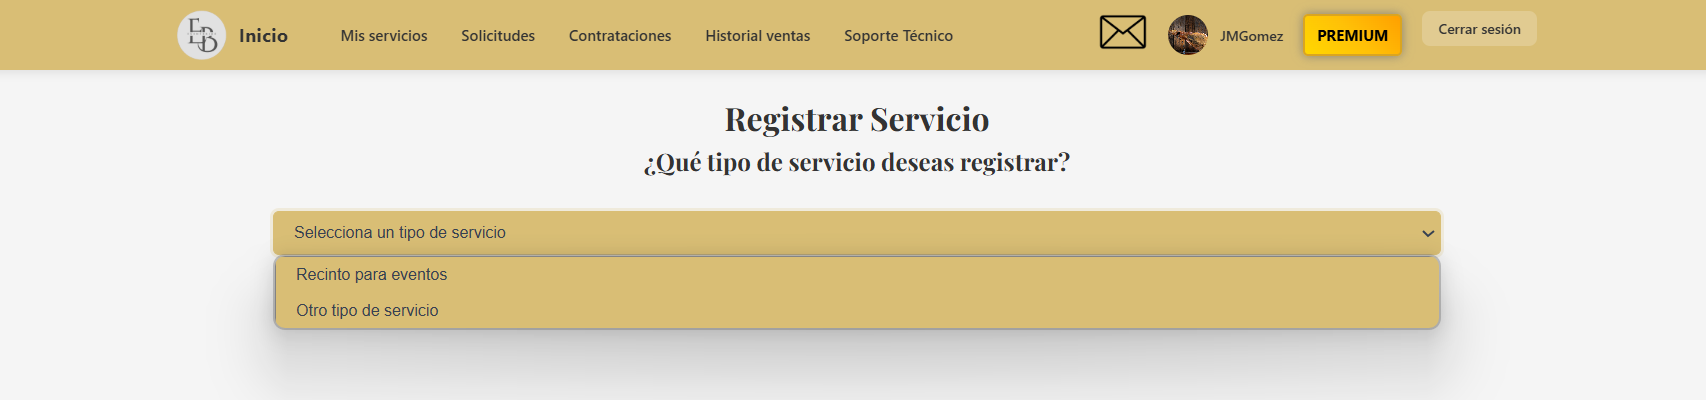 EB Inicio Mis servicios Solicitudes Contrataciones Historial ventas Soporte Técnico JMGomez PREMIUM Cerrar sesión
Registrar Servicio
¿Qué tipo de servicio deseas registrar?
Selecciona un tipo de servicio
Recinto para eventos
Otro tipo de servicio